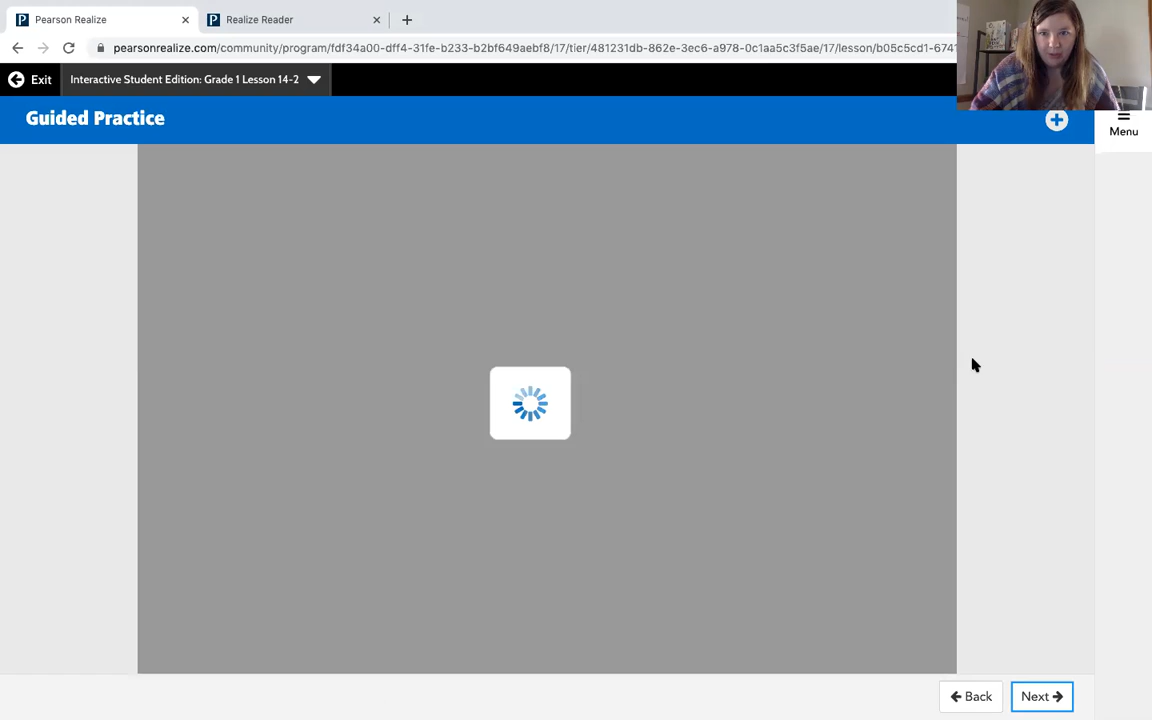 Pearson Realize
Realize Reader
pearsonrealize.com/community/program/fdf34a00-dff4-31fe-b233-b2bf649aebf8/17/tier/481231db-862e-3ec6-a978-0c1aa5c3f5ae/17/lesson/b05c5cd1-6741
Exit
Interactive Student Edition: Grade 1 Lesson 14-2
Guided Practice
Menu
Back
Next